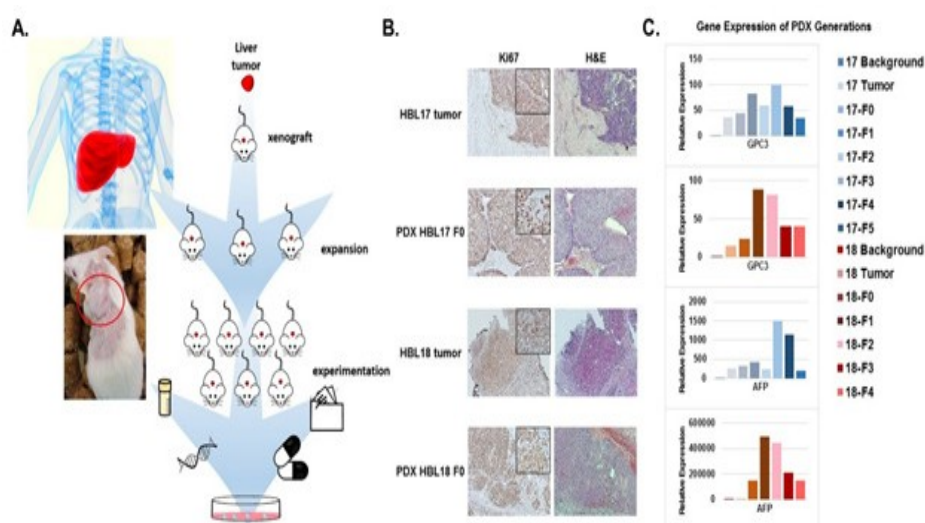 A.
Liver
tumor
xenograft
expansion
experimentation
B.
Ki67
H&E
HBL17 tumor
PDX HBL17 F0
HBL18 tumor
PDX HBL18 F0
C.
Gene Expression of PDX Generations
Relative Expression
150
100
50
0
GPC3
Relative Expression
100
50
0
GPC3
Relative Expression
2000
1500
1000
500
0
AFP
Relative Expression
600000
400000
200000
0
AFP
17 Background
17 Tumor
17-F0
17-F1
17-F2
17-F3
17-F4
17-F5
18 Background
18 Tumor
18-F0
18-F1
18-F2
18-F3
18-F4